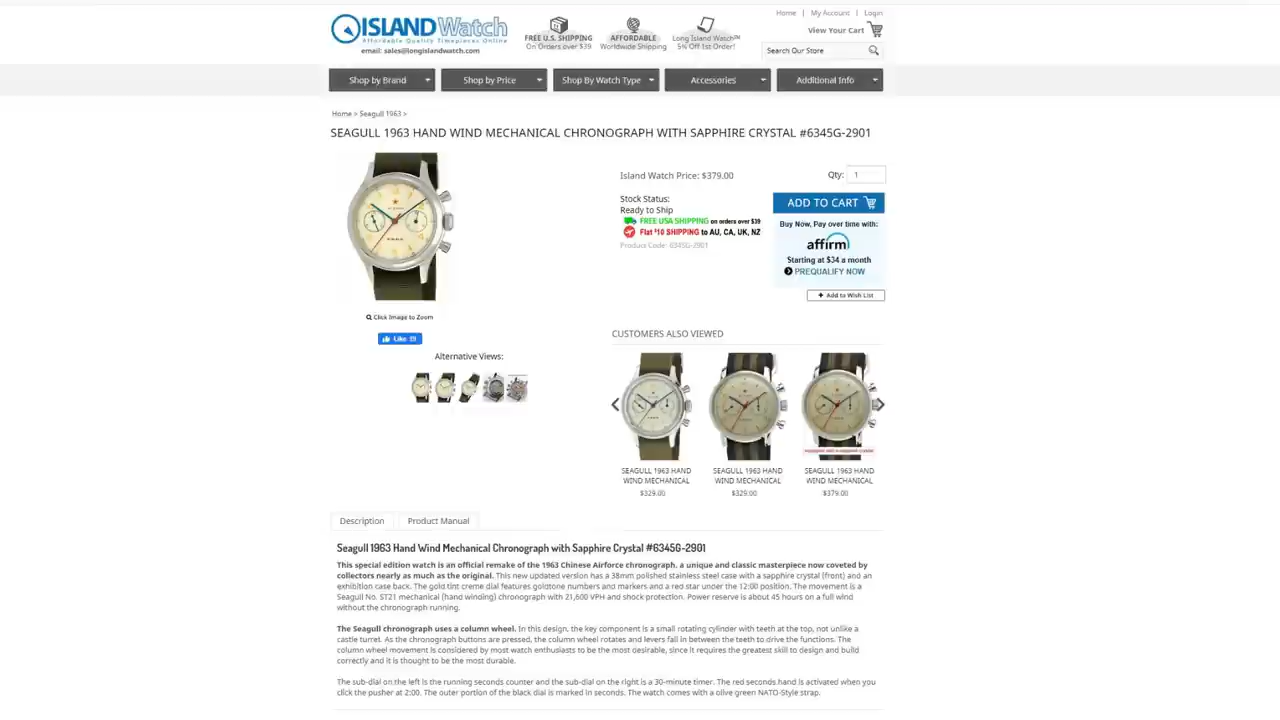 Home | My Account | Login
ISLAND Watch
Affordable Quality Timepieces Online
email: sales@longislandwatch.com
FREE U.S. SHIPPING
On Orders over $39
AFFORDABLE
Worldwide Shipping
Long Island Watch℠
5% Off 1st Order!
View Your Cart
Search Our Store
Shop by Brand
Shop by Price
Shop By Watch Type
Accessories
Additional Info
Home > Seagull 1963 >
SEAGULL 1963 HAND WIND MECHANICAL CHRONOGRAPH WITH SAPPHIRE CRYSTAL #6345G-2901
Island Watch Price: $379.00
Qty: 1
Stock Status:
Ready to Ship
FREE USA SHIPPING on orders over $39
Flat $10 SHIPPING to AU, CA, UK, NZ
Product Code: 6345G-2901
ADD TO CART
Buy Now, Pay over time with:
affirm
Starting at $34 a month
PREQUALIFY NOW
+ Add to Wish List
Click Image to Zoom
Like
Alternative Views:
CUSTOMERS ALSO VIEWED
SEAGULL 1963 HAND WIND MECHANICAL
$329.00
SEAGULL 1963 HAND WIND MECHANICAL
$329.00
SEAGULL 1963 HAND WIND MECHANICAL
$379.00
Description
Product Manual
Seagull 1963 Hand Wind Mechanical Chronograph with Sapphire Crystal #6345G-2901
This special edition watch is an official remake of the 1963 Chinese Airforce chronograph. a unique and classic masterpiece now coveted by
collectors nearly as much as the original. This new updated version has a 38mm polished stainless steel case with a sapphire crystal (front) and an
exhibition case back. The gold tint creme dial features goldtone numbers and markers and a red star under the 12:00 position. The movement is a
Seagull No. ST21 mechanical (hand winding) chronograph with 21,600 VPH and shock protection. Power reserve is about 45 hours on a full wind
without the chronograph running.
The Seagull chronograph uses a column wheel. In this design, the key component is a small rotating cylinder with teeth at the top, not unlike a
castle turret. As the chronograph buttons are pressed, the column wheel rotates and levers fall in between the teeth to drive the functions. The
column wheel movement is considered by most watch enthusiasts to be the most desirable, since it requires the greatest skill to design and build
correctly and it is thought to be the most durable.
The sub-dial on the left is the running seconds counter and the sub-dial on the right is a 30-minute timer. The red seconds hand is activated when you
click the pusher at 2:00. The outer portion of the black dial is marked in seconds. The watch comes with a olive green NATO-Style strap.